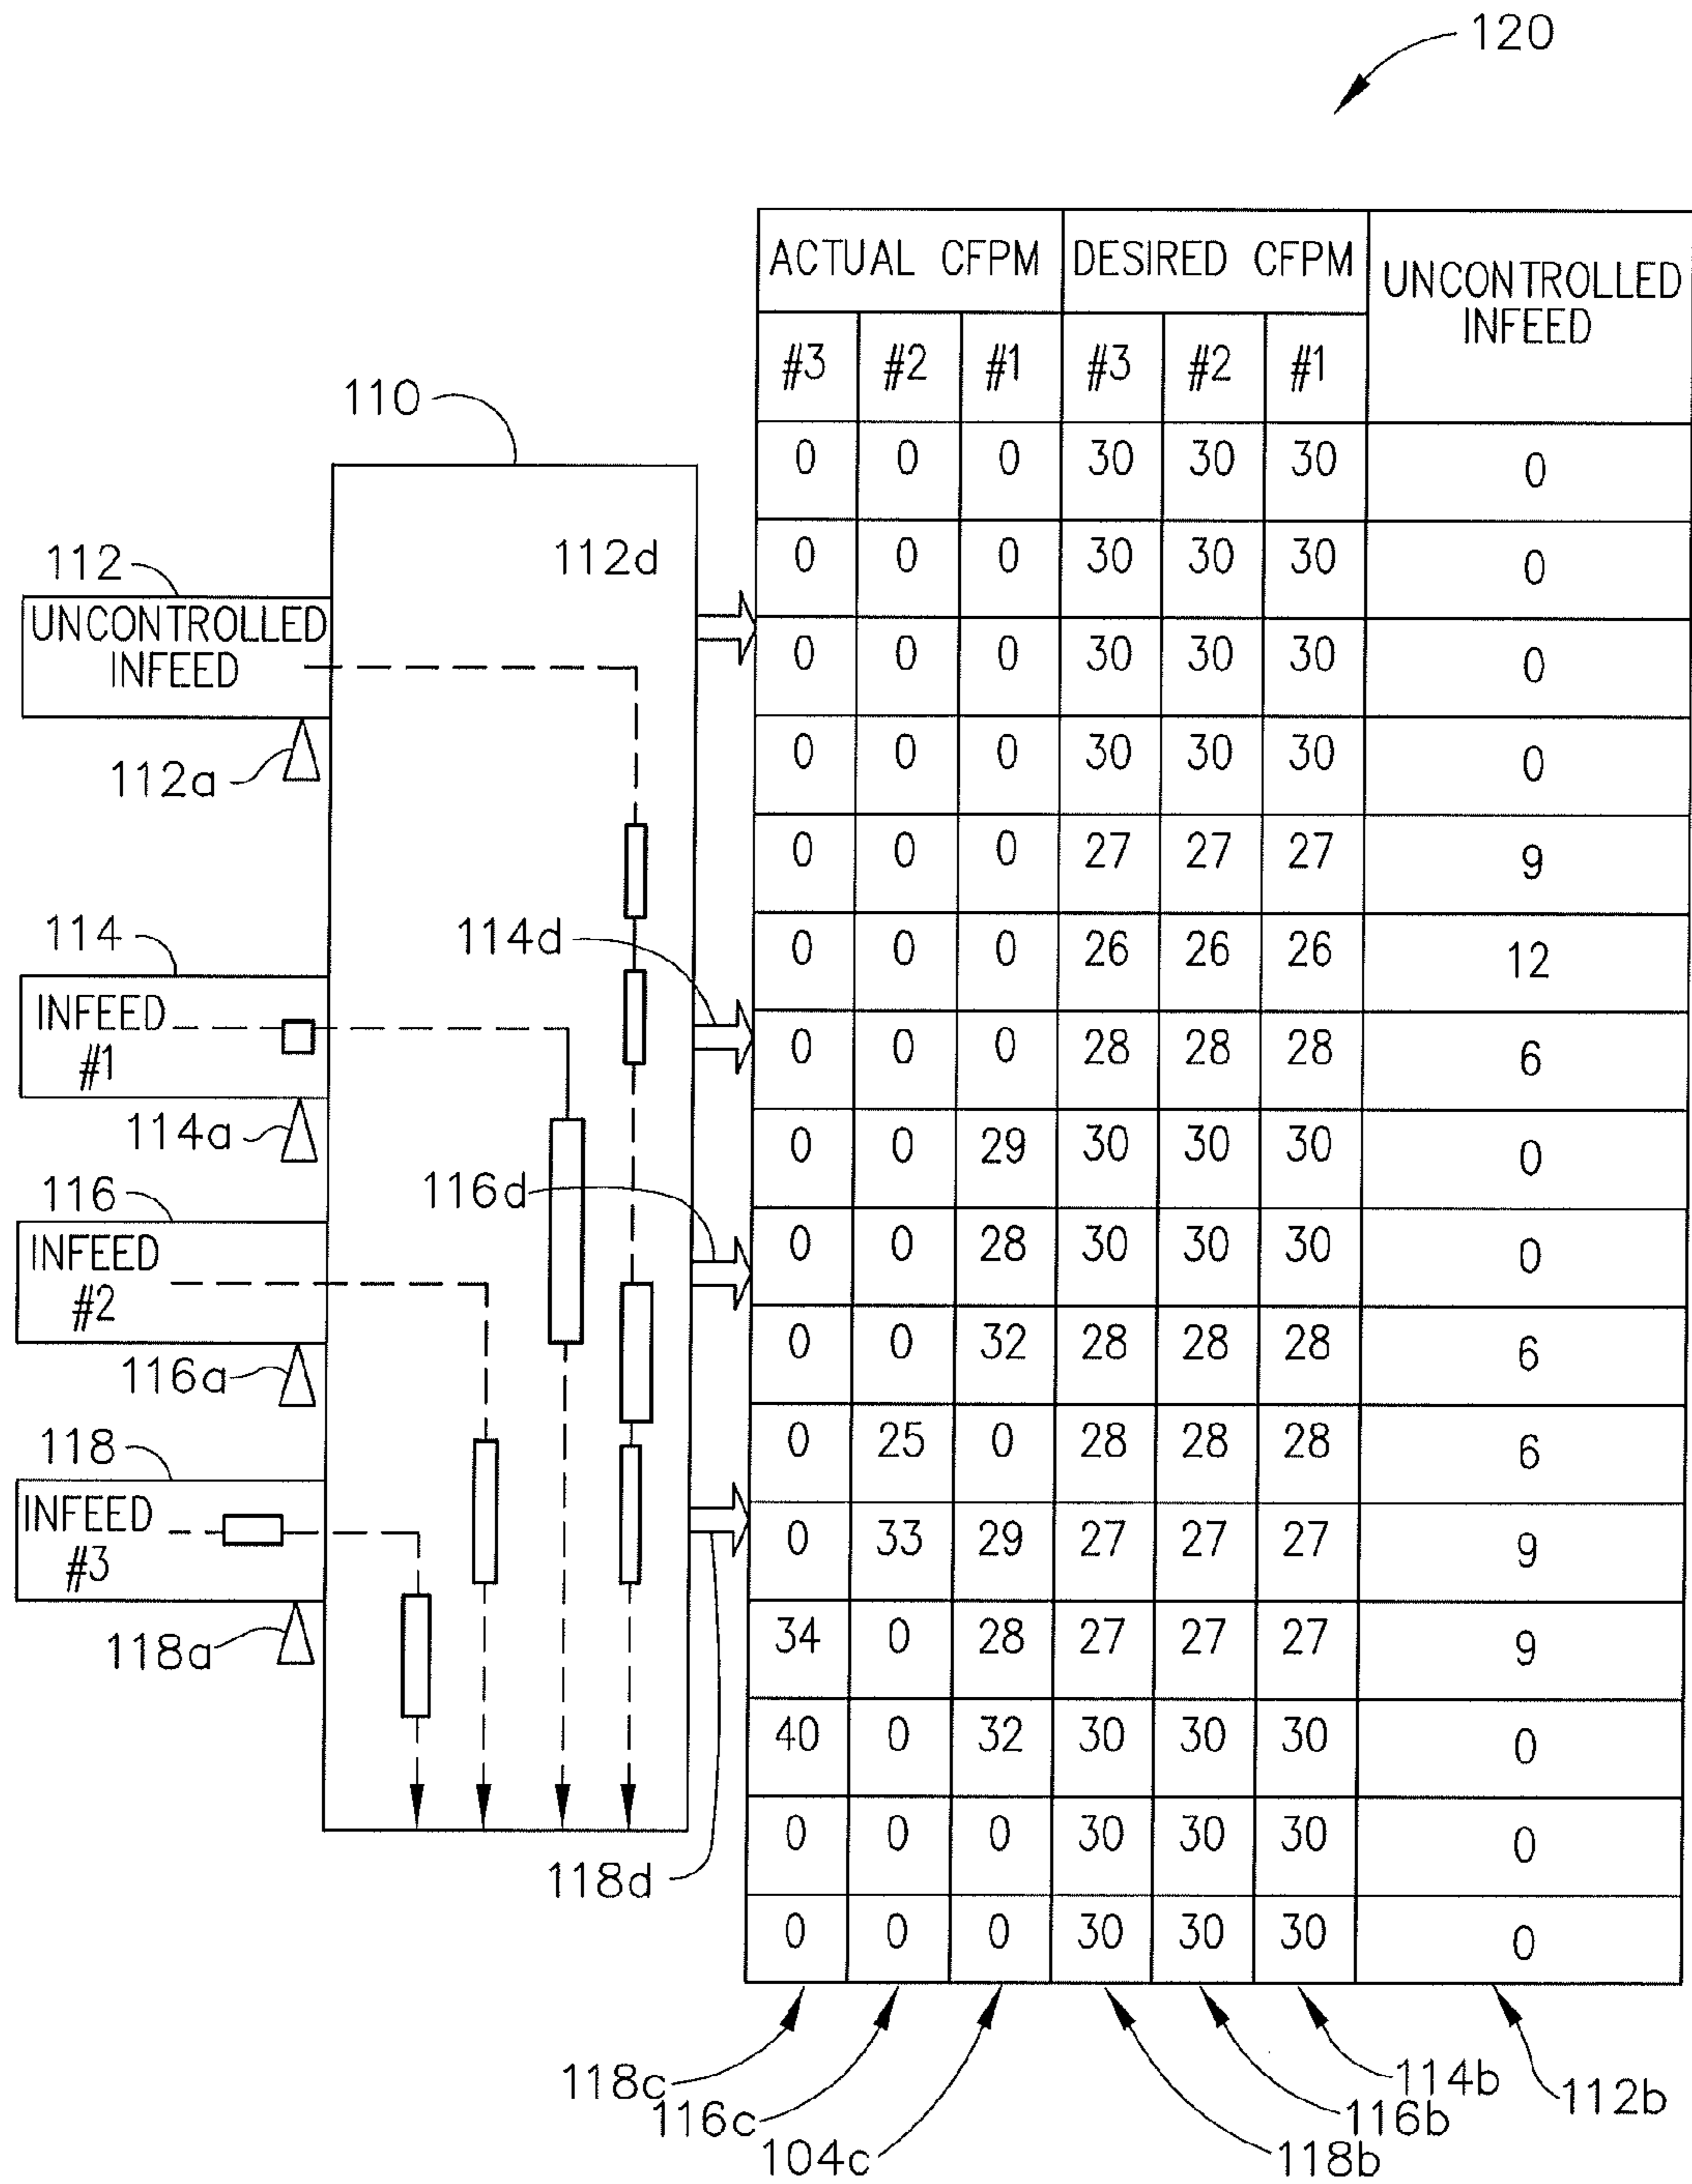 120
ACTUAL CFPM DESIRED CFPM UNCONTROLLED INFEED
#3 #2 #1 #3 #2 #1
0 0 0 30 30 30 0
0 0 0 30 30 30 0
0 0 0 30 30 30 0
0 0 0 30 30 30 0
0 0 0 27 27 27 9
0 0 0 26 26 26 12
0 0 0 28 28 28 6
0 0 29 30 30 30 0
0 0 28 30 30 30 0
0 0 32 28 28 28 6
0 25 0 28 28 28 6
0 33 29 27 27 27 9
34 0 28 27 27 27 9
40 0 32 30 30 30 0
0 0 0 30 30 30 0
0 0 0 30 30 30 0
110
112d
112
UNCONTROLLED
INFEED
112a
114
114d
INFEED
#1
114a
116d
116
INFEED
#2
116a
118
INFEED
#3
118a
118d
118c
116c
104c
118b
116b
114b
112b